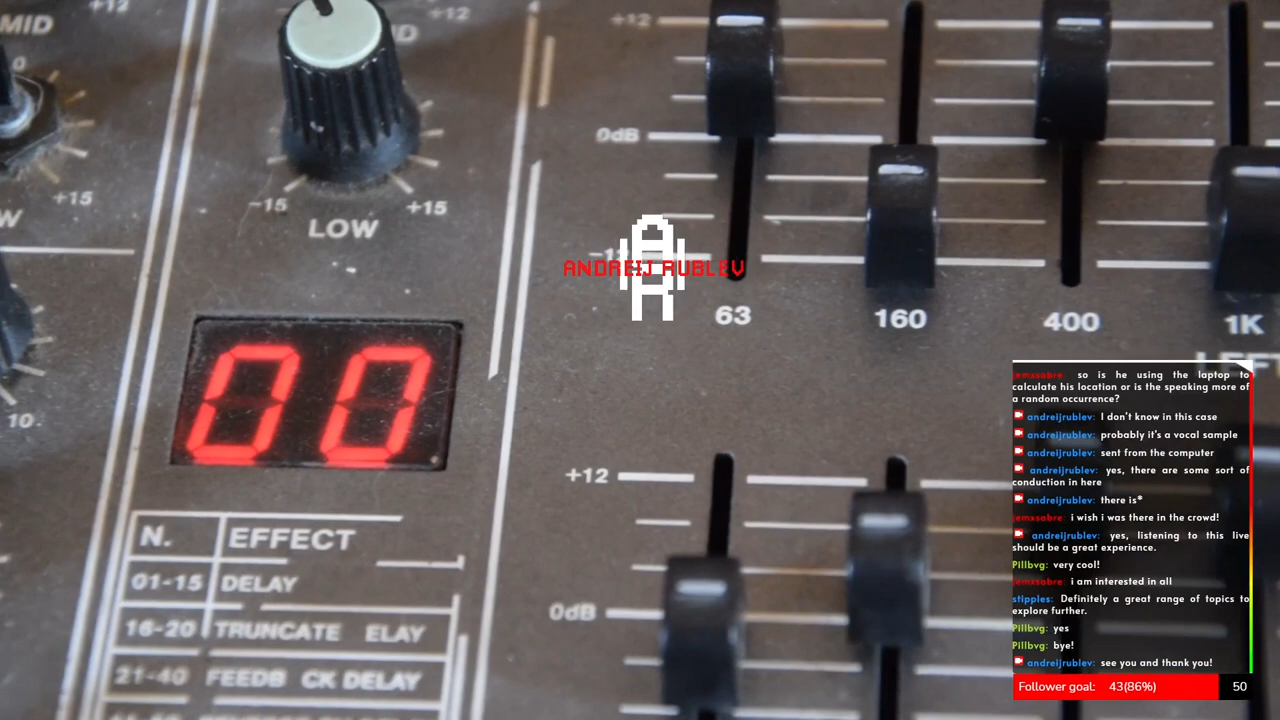 MID
+12
0
+15
10.
+12
-15
+15
LOW
00
N. EFFECT
01-15 DELAY
16-20 TRUNCATE ELAY
21-40 FEEDB CK DELAY
+12
0dB
63 160 400 1K
LEFT
+12
0dB
ANDREIJ RUBLEV
jemxsabre: so is he using the laptop to
calculate his location or is the speaking more of
a random occurrence?
andreijrublev: I don't know in this case
andreijrublev: probably it's a vocal sample
andreijrublev: sent from the computer
andreijrublev: yes, there are some sort of
conduction in here
andreijrublev: there is*
jemxsabre: i wish i was there in the crowd!
andreijrublev: yes, listening to this live
should be a great experience.
Pillbvg: very cool!
jemxsabre: i am interested in all
stipples: Definitely a great range of topics to
explore further.
Pillbvg: yes
Pillbvg: bye!
andreijrublev: see you and thank you!
Follower goal: 43(86%) 50